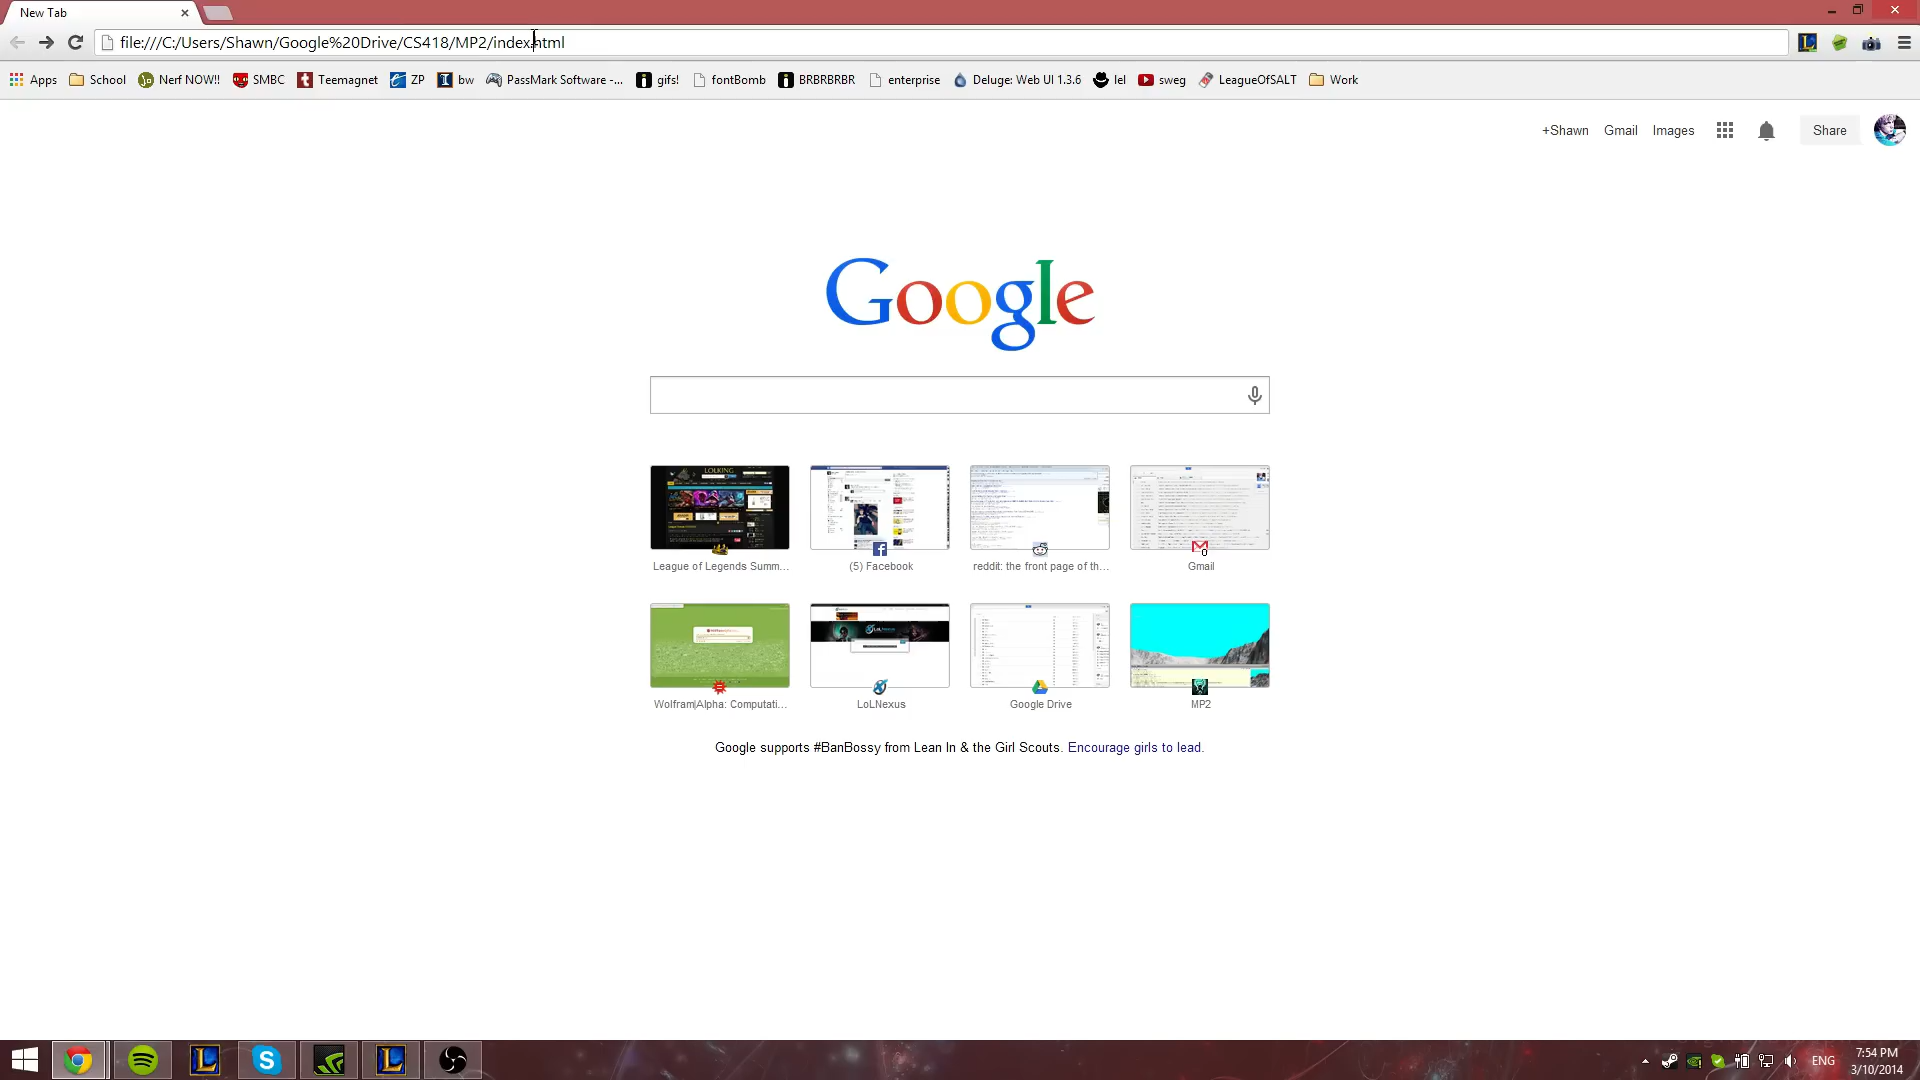 New Tab
file:///C:/Users/Shawn/Google%20Drive/CS418/MP2/index.html
Apps School Nerf NOW!! SMBC Teemagnet ZP bw PassMark Software -... gifs! fontBomb BRBRBRBR enterprise Deluge: Web UI 1.3.6 lel sweg LeagueOfSALT Work
+Shawn Gmail Images Share
Google
League of Legends Summ... (5) Facebook reddit: the front page of th... Gmail
Wolfram|Alpha: Computati... LoLNexus Google Drive MP2
Google supports #BanBossy from Lean In & the Girl Scouts. Encourage girls to lead.
ENG 7:54 PM
3/10/2014